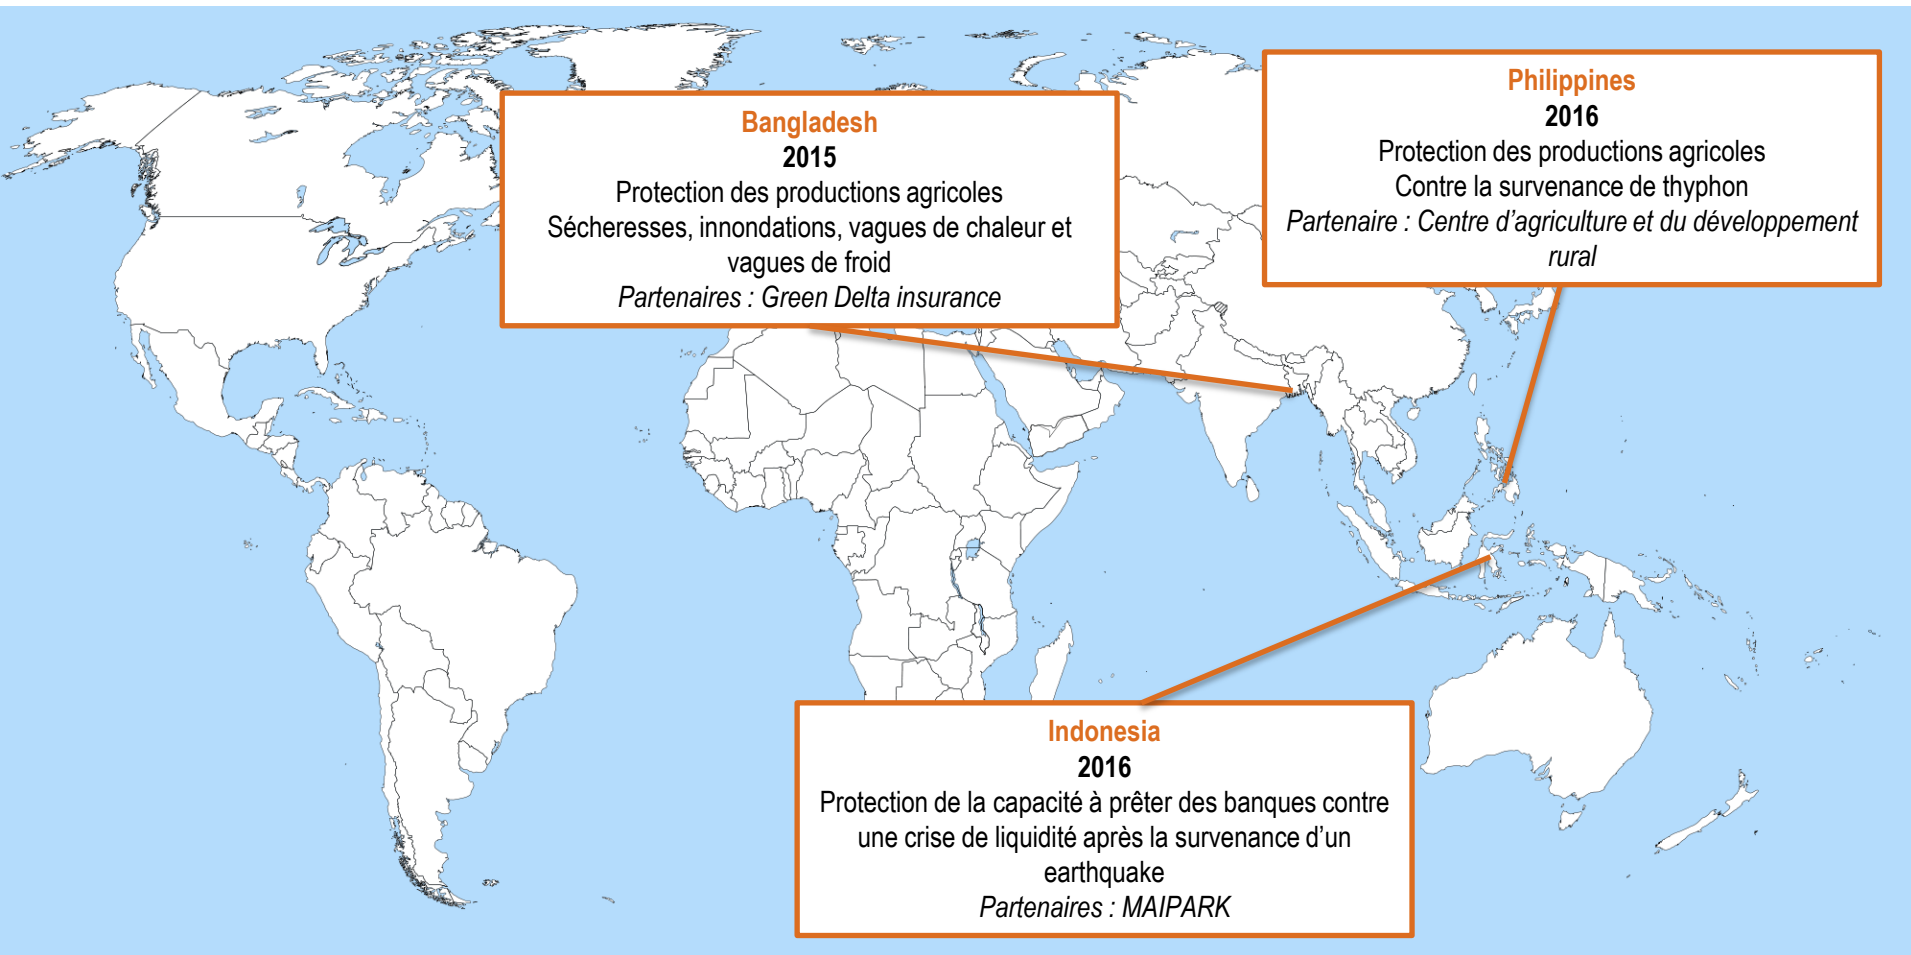 Bangladesh
2015
Protection des productions agricoles
Sécheresses, innondations, vagues de chaleur et
vagues de froid
Partenaires : Green Delta insurance
Philippines
2016
Protection des productions agricoles
Contre la survenance de thyphon
Partenaire : Centre d’agriculture et du développement
rural
Indonesia
2016
Protection de la capacité à prêter des banques contre
une crise de liquidité après la survenance d’un
earthquake
Partenaires : MAIPARK